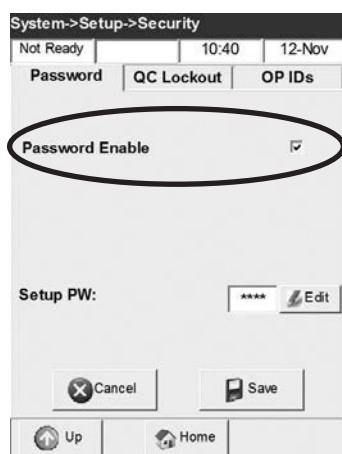 System->Setup->Security
Not Ready 10:40 12-Nov
Password QC Lockout OP IDs
Password Enable
Setup PW: **** Edit
Cancel Save
Up Home